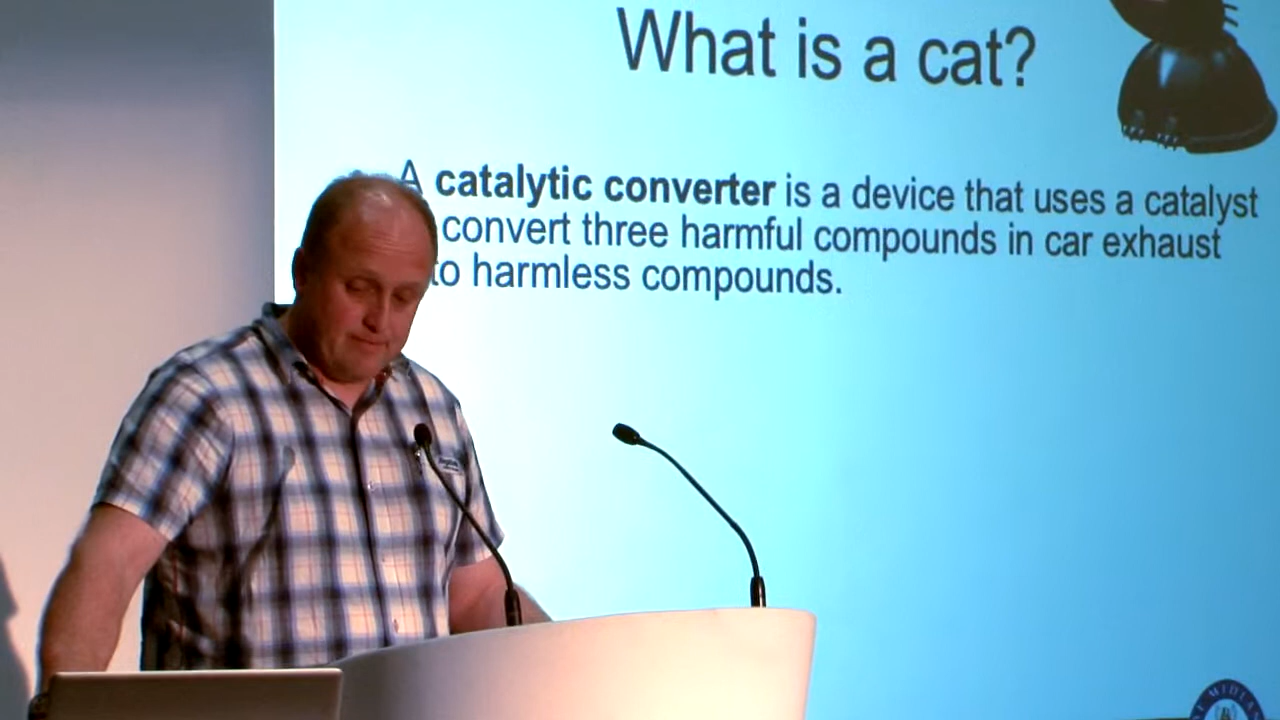 What is a cat?
A catalytic converter is a device that uses a catalyst
convert three harmful compounds in car exhaust
to harmless compounds.